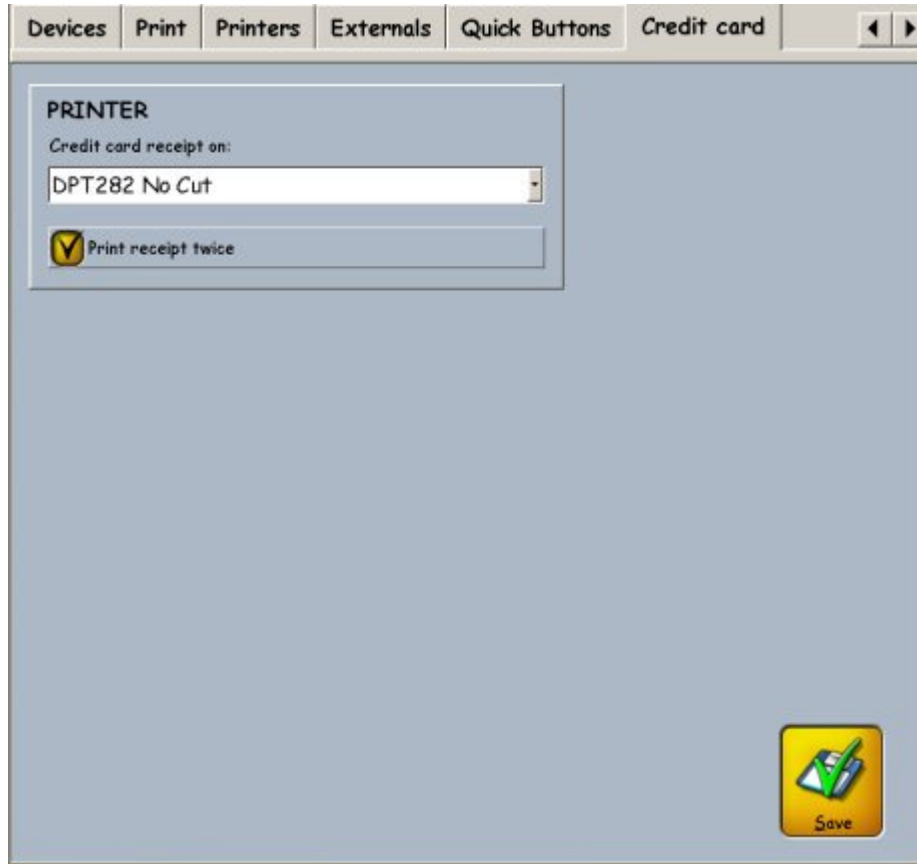 Devices Print Printers Externals Quick Buttons Credit card
PRINTER
Credit card receipt on:
DPT282 No Cut
Print receipt twice
Save